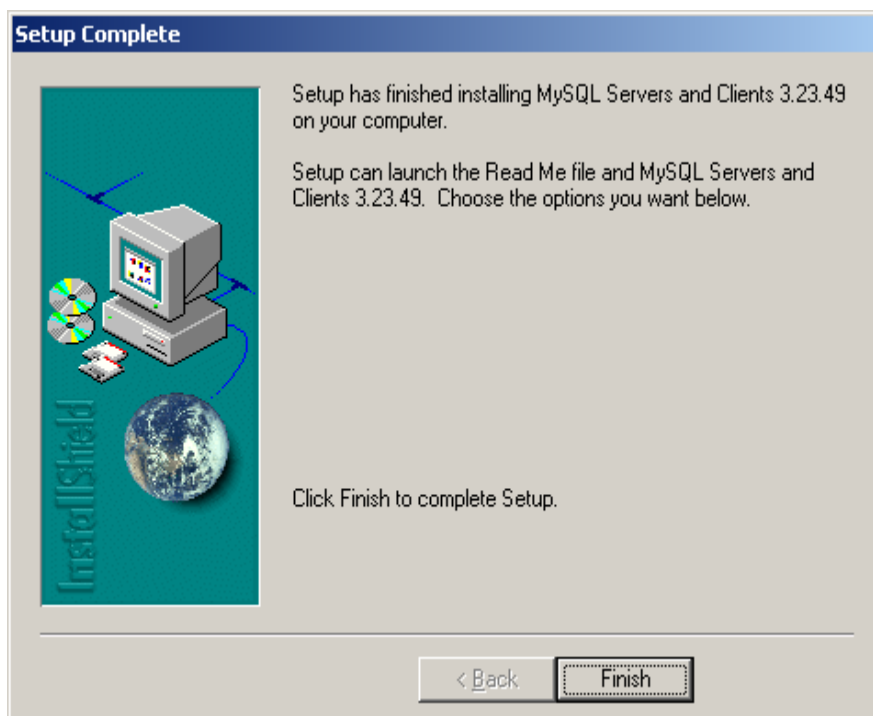 Setup Complete
Setup has finished installing MySQL Servers and Clients 3.23.49
on your computer.
Setup can launch the Read Me file and MySQL Servers and
Clients 3.23.49.  Choose the options you want below.
InstallShield
Click Finish to complete Setup.
< Back
Finish